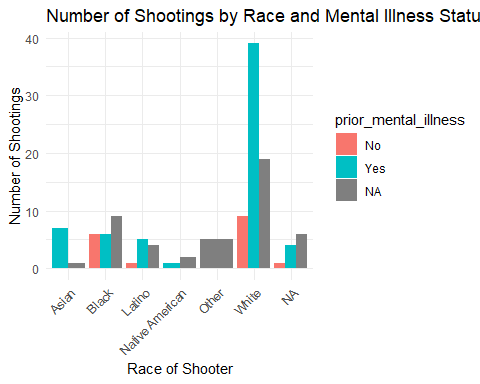 Number of Shootings by Race and Mental Illness Statu
Number of Shootings
40
30
20
10
0
Asian
Black
Latino
Native American
Other
White
NA
Race of Shooter
prior_mental_illness
No
Yes
NA